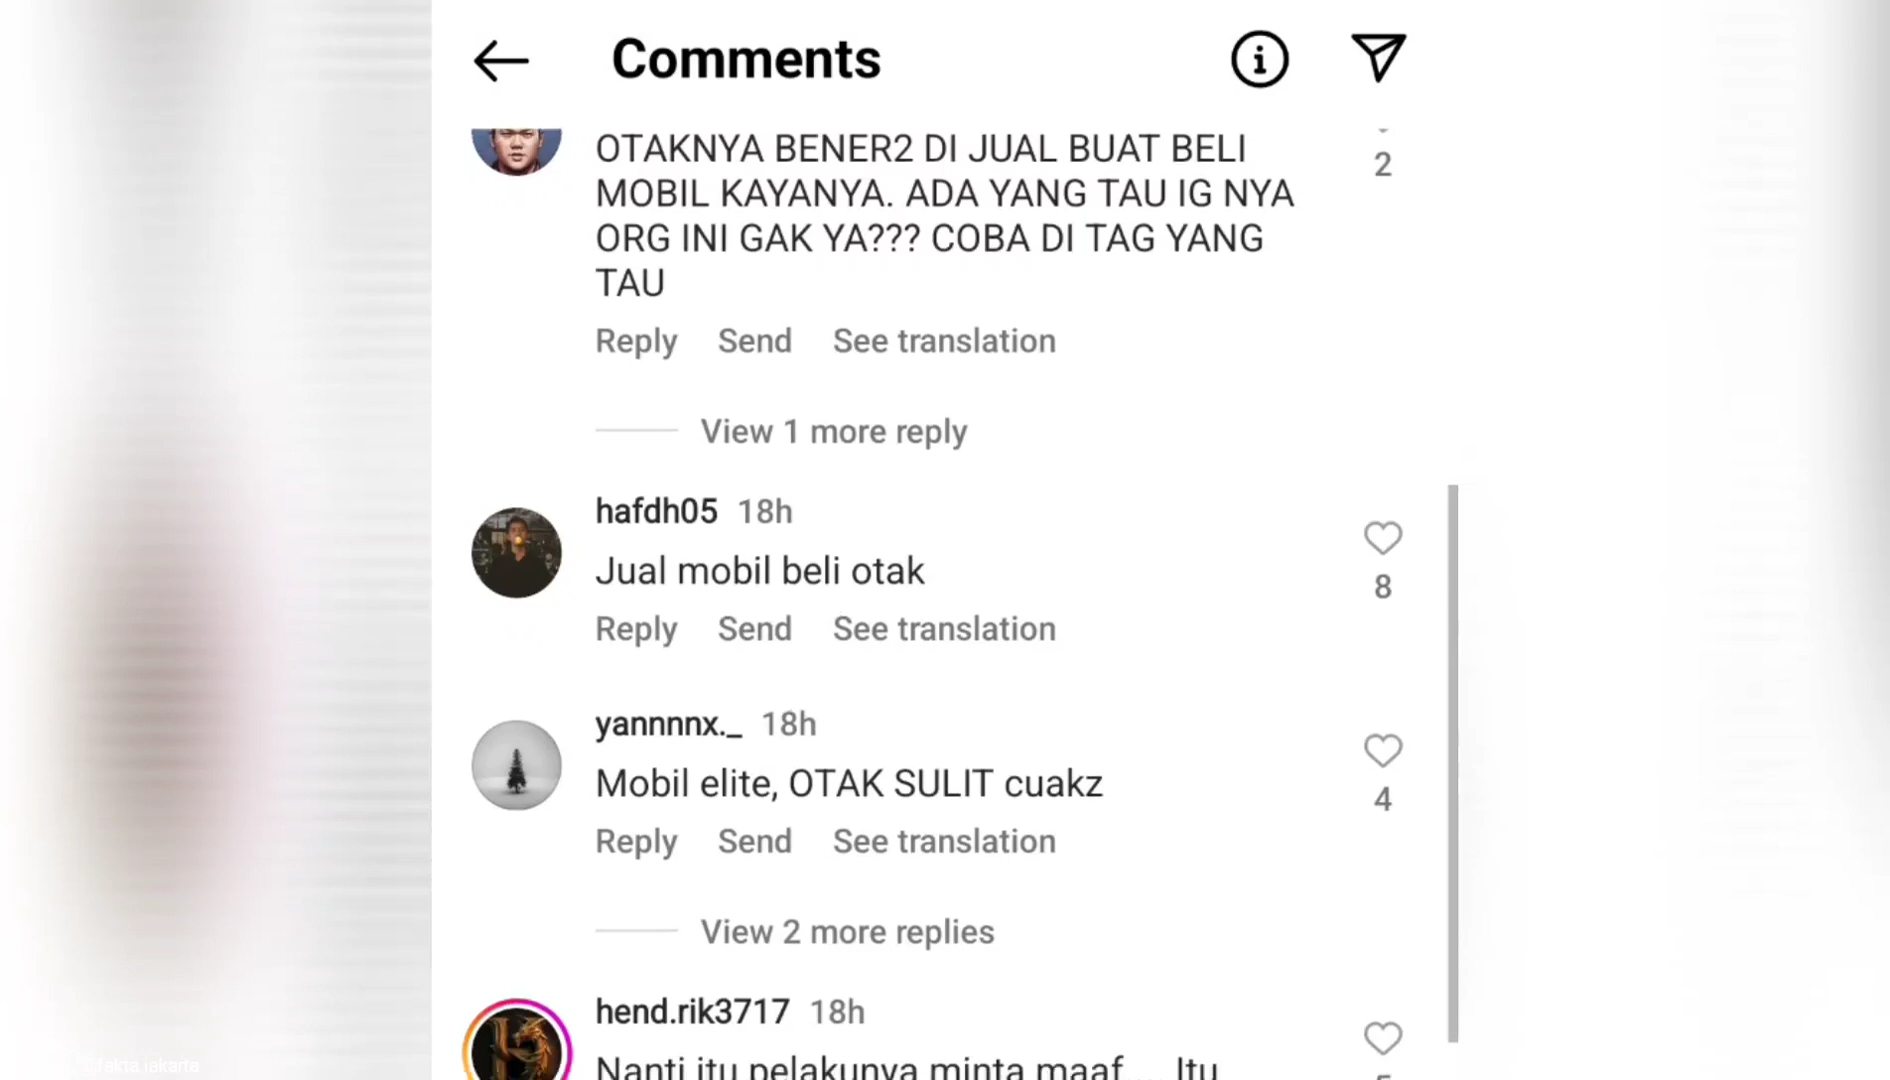 Comments
OTAKNYA BENER2 DI JUAL BUAT BELI
MOBIL KAYANYA. ADA YANG TAU IG NYA
ORG INI GAK YA??? COBA DI TAG YANG
TAU
2
Reply Send See translation
View 1 more reply
hafdh05 18h
Jual mobil beli otak
8
Reply Send See translation
yannnnx._ 18h
Mobil elite, OTAK SULIT cuakz
4
Reply Send See translation
View 2 more replies
hend.rik3717 18h
Nanti itu pelakunya minta maaf.... Itu
fakta.jakarta